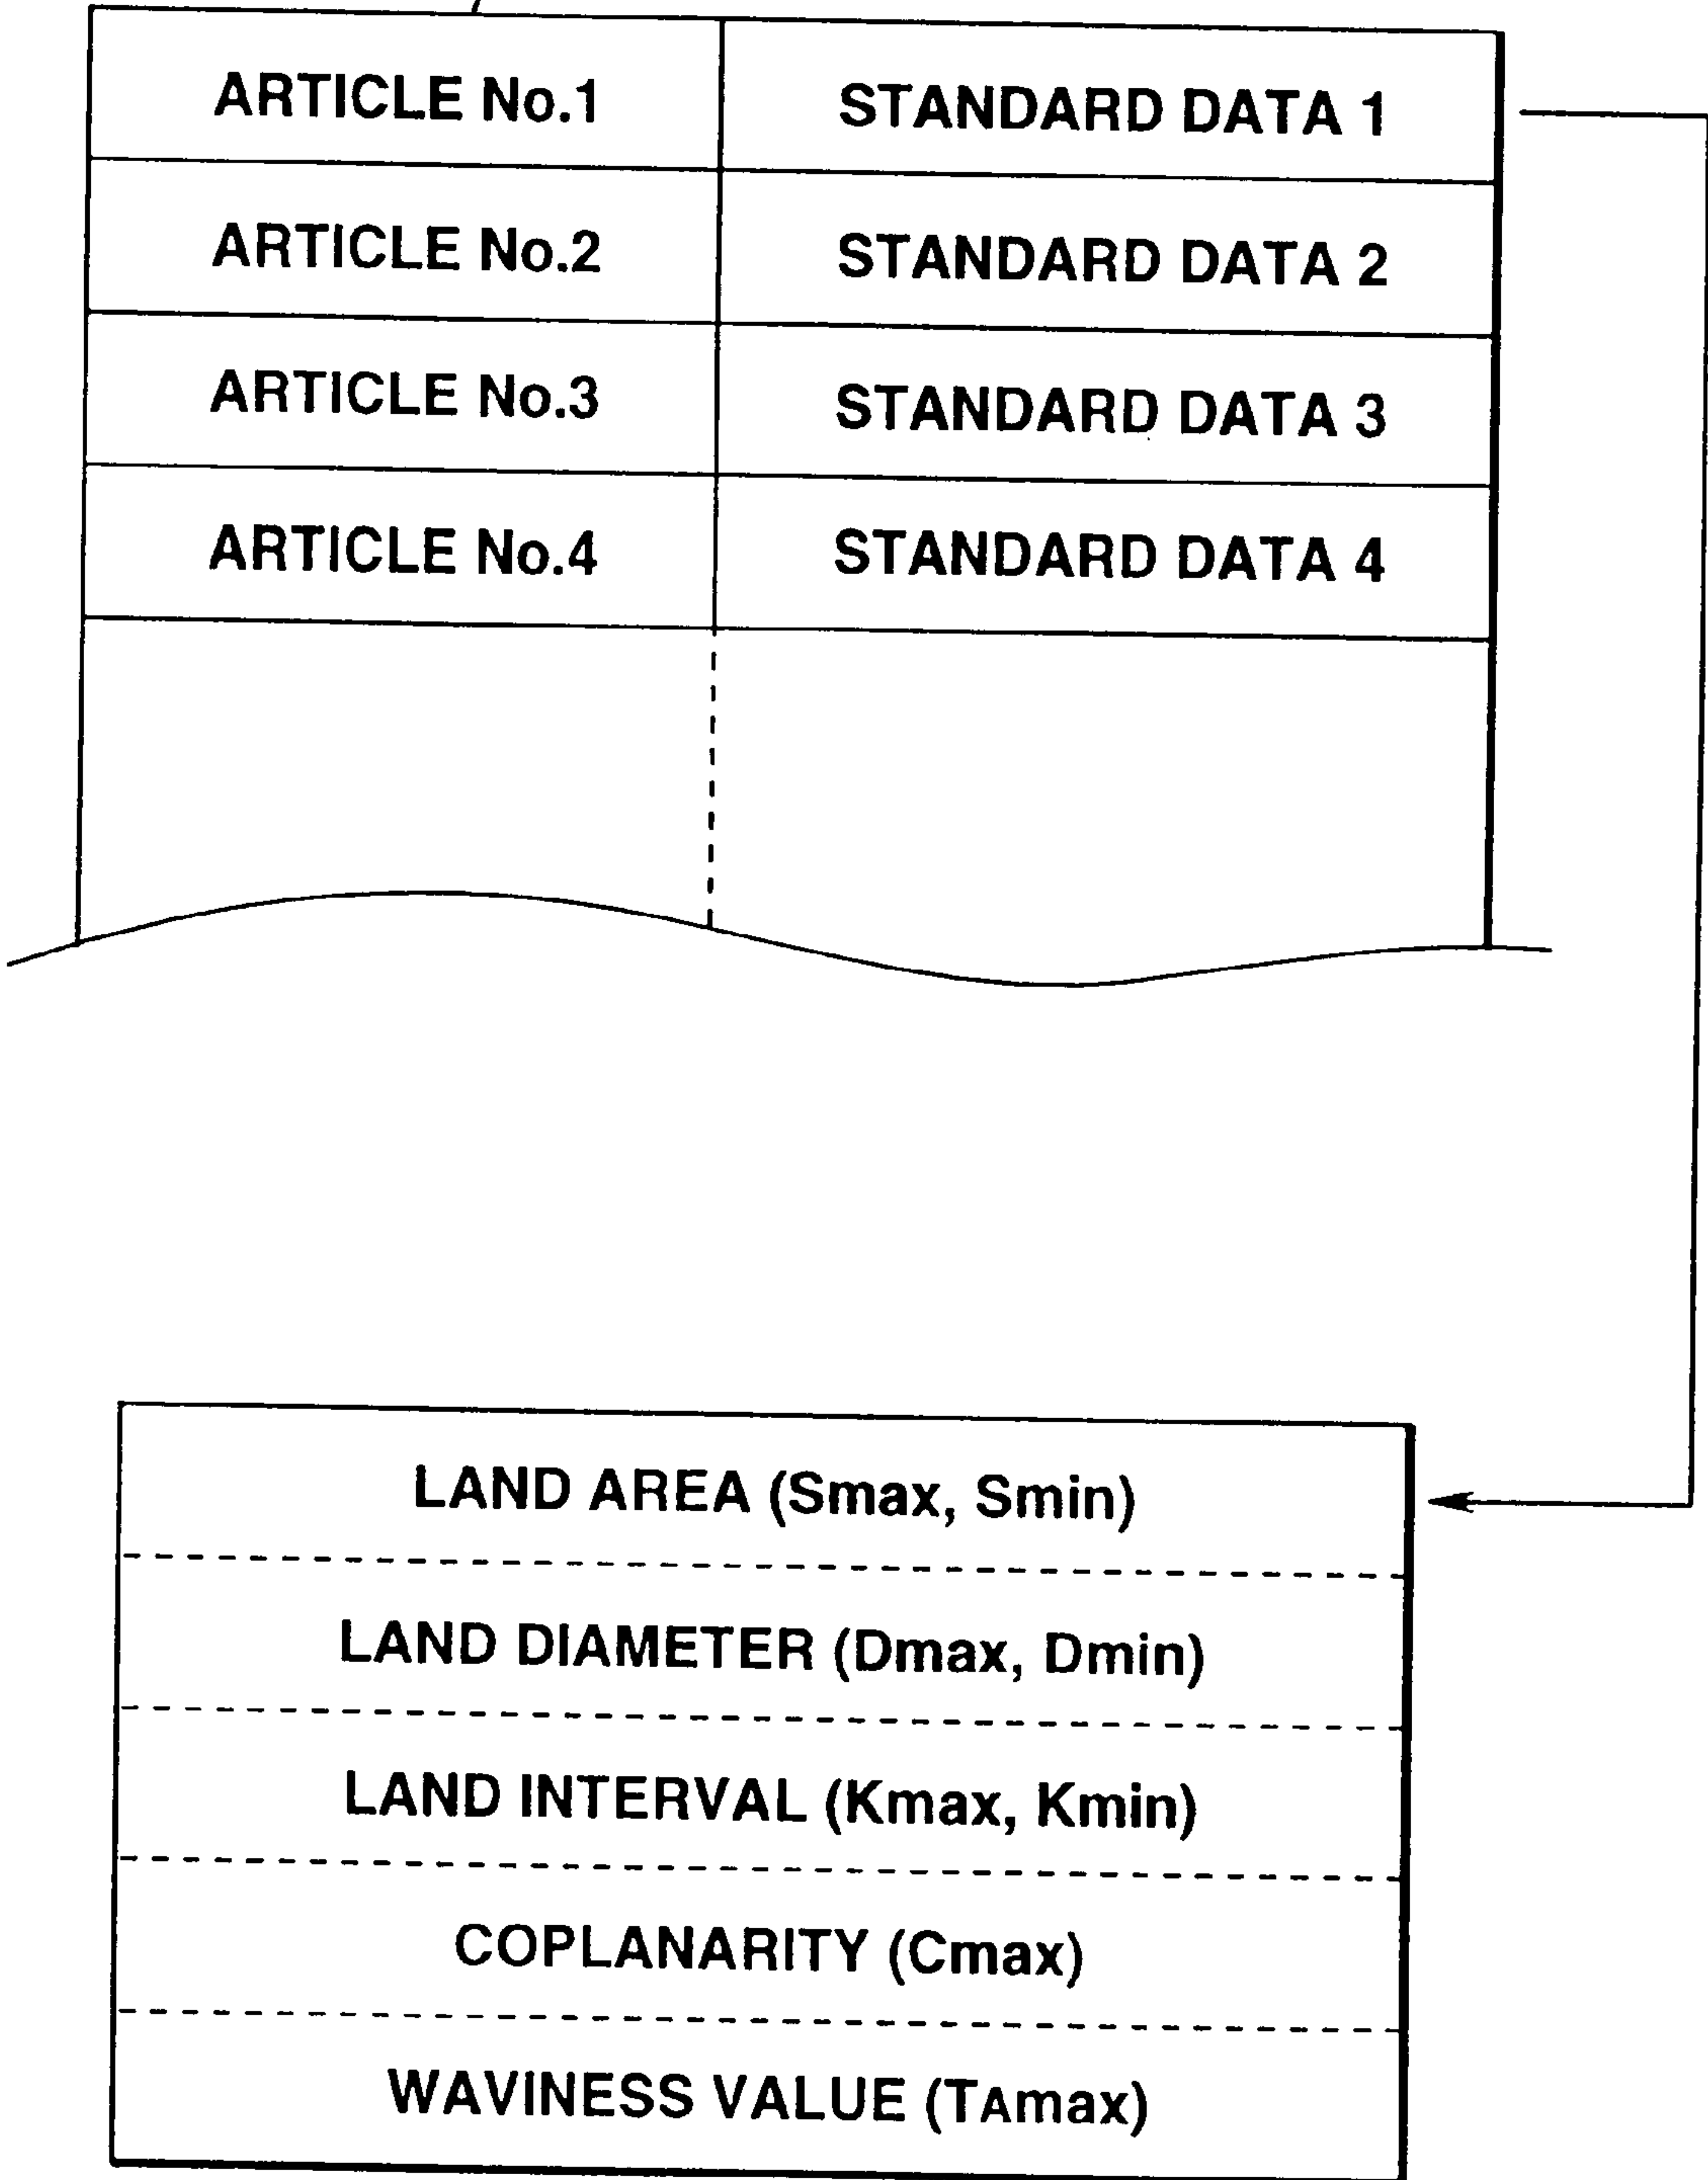 ARTICLE No.1 STANDARD DATA 1
ARTICLE No.2 STANDARD DATA 2
ARTICLE No.3 STANDARD DATA 3
ARTICLE No.4 STANDARD DATA 4
LAND AREA (Smax, Smin)
LAND DIAMETER (Dmax, Dmin)
LAND INTERVAL (Kmax, Kmin)
COPLANARITY (Cmax)
WAVINESS VALUE (TAmax)